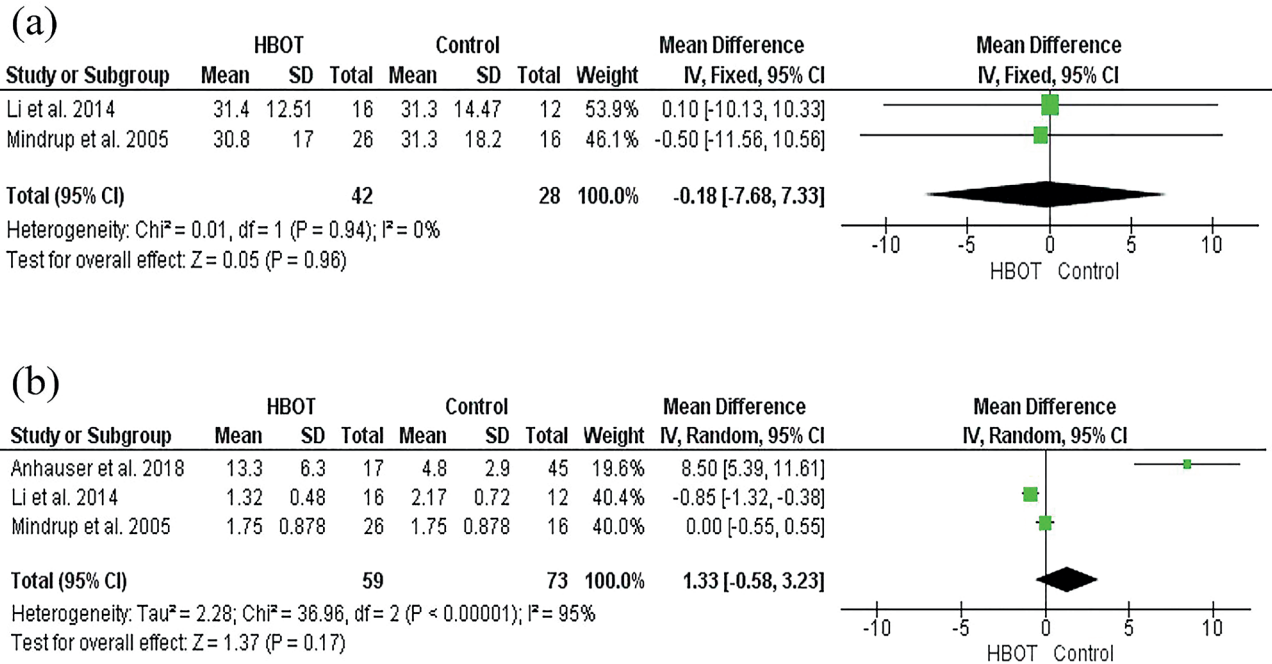 (a)
HBOT Control Mean Difference Mean Difference
Study or Subgroup Mean SD Total Mean SD Total Weight IV, Fixed, 95% CI IV, Fixed, 95% CI
Li et al. 2014 31.4 12.51 16 31.3 14.47 12 53.9% 0.10 [-10.13, 10.33]
Mindrup et al. 2005 30.8 17 26 31.3 18.2 16 46.1% -0.50 [-11.56, 10.56]
Total (95% CI) 42 28 100.0% -0.18 [-7.68, 7.33]
Heterogeneity: Chi² = 0.01, df = 1 (P = 0.94); I² = 0%
Test for overall effect: Z = 0.05 (P = 0.96)
-10 -5 0 5 10
HBOT Control
(b)
HBOT Control Mean Difference Mean Difference
Study or Subgroup Mean SD Total Mean SD Total Weight IV, Random, 95% CI IV, Random, 95% CI
Anhauser et al. 2018 13.3 6.3 17 4.8 2.9 45 19.6% 8.50 [5.39, 11.61]
Li et al. 2014 1.32 0.48 16 2.17 0.72 12 40.4% -0.85 [-1.32, -0.38]
Mindrup et al. 2005 1.75 0.878 26 1.75 0.878 16 40.0% 0.00 [-0.55, 0.55]
Total (95% CI) 59 73 100.0% 1.33 [-0.58, 3.23]
Heterogeneity: Tau² = 2.28; Chi² = 36.96, df = 2 (P < 0.00001); I² = 95%
Test for overall effect: Z = 1.37 (P = 0.17)
-10 -5 0 5 10
HBOT Control